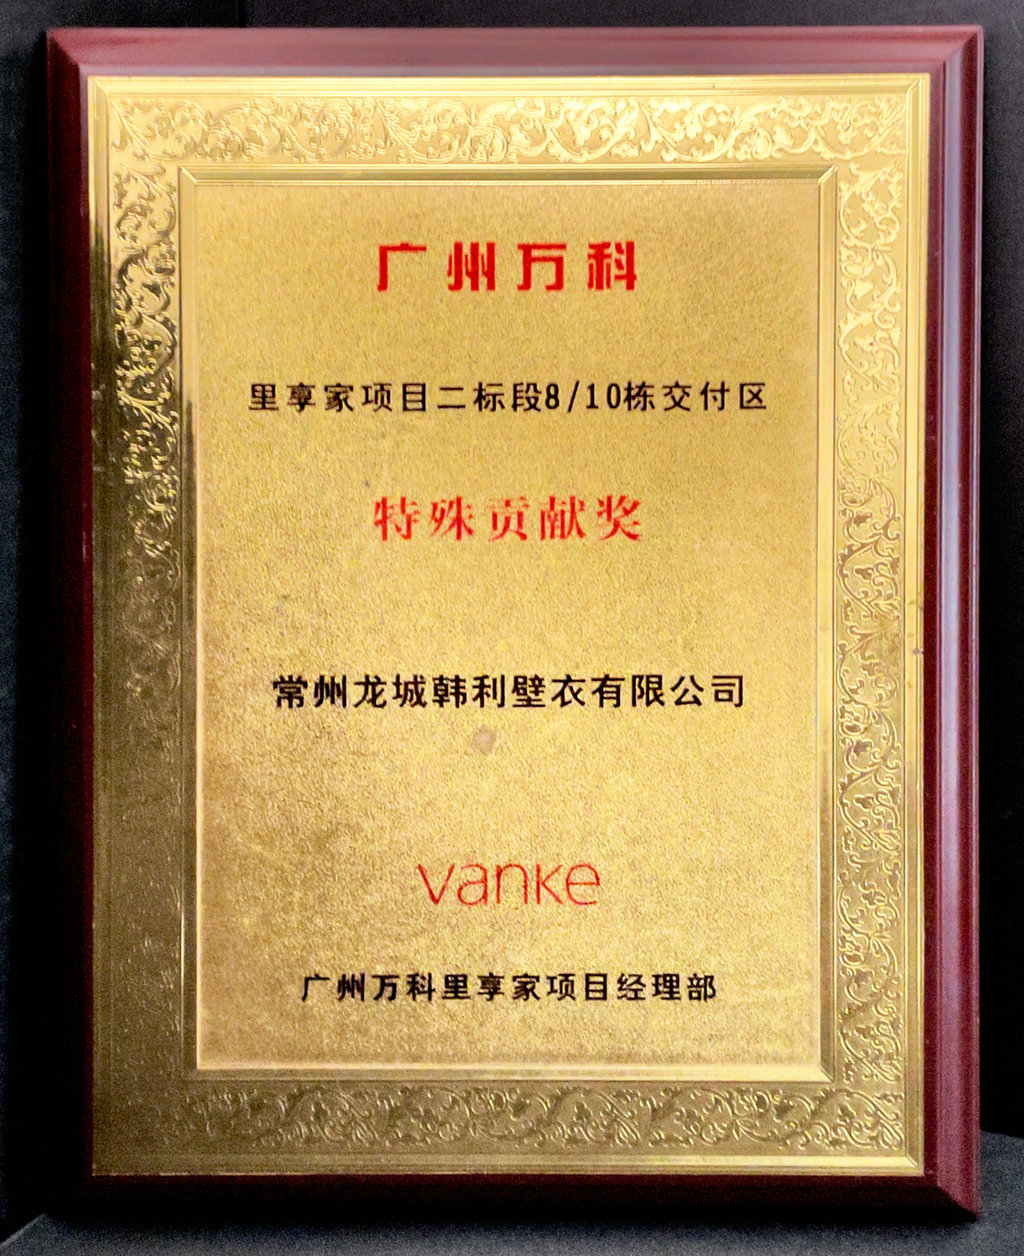 广州万科
里享家项目二标段8/10栋交付区
特殊贡献奖
常州龙城韩利壁衣有限公司
vanke
广州万科里享家项目经理部